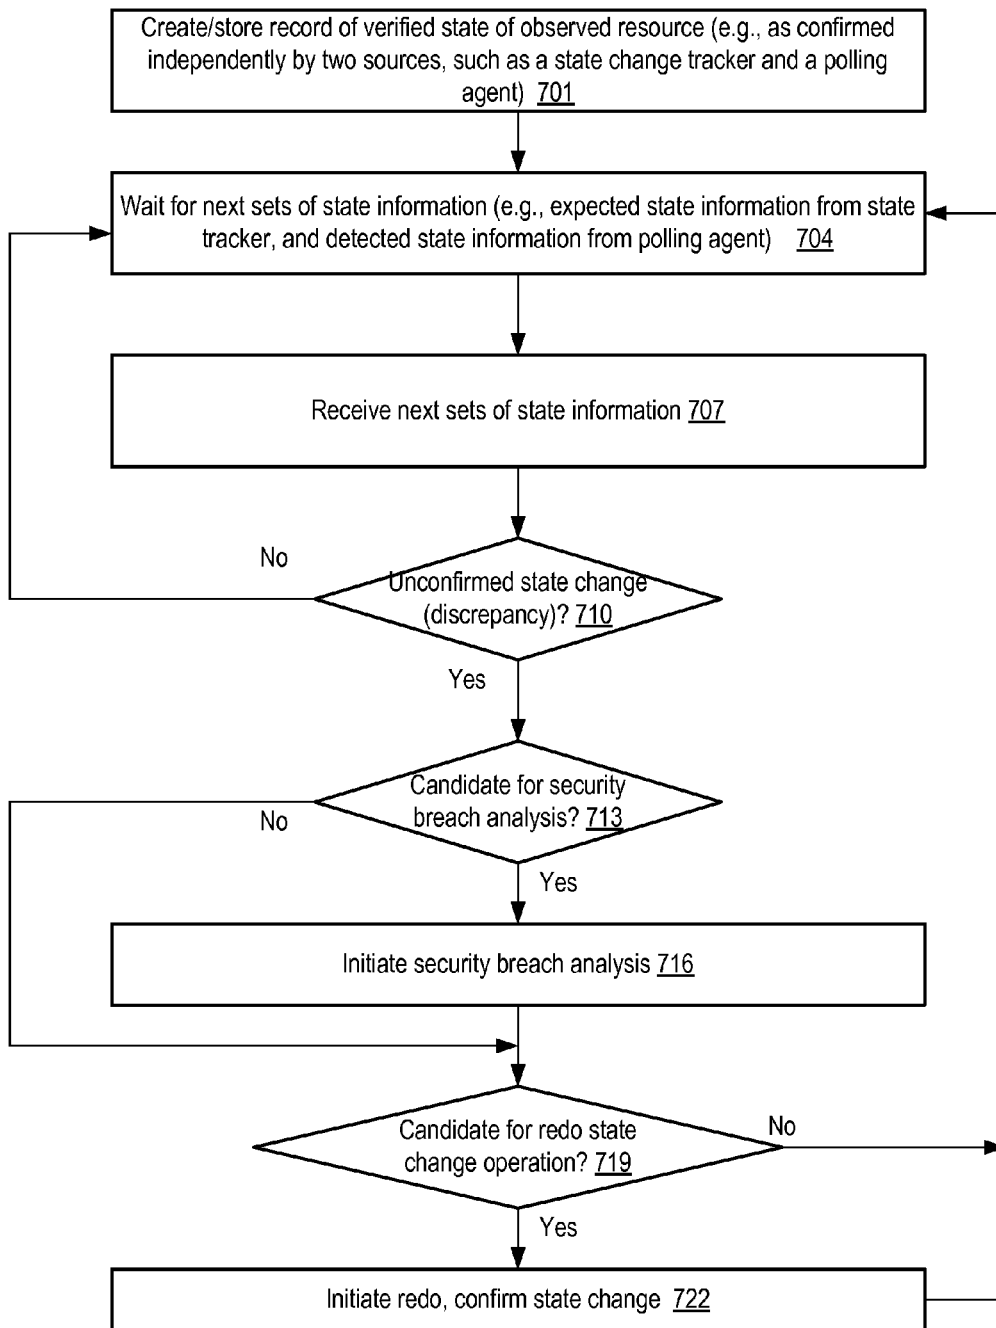 Create/store record of verified state of observed resource (e.g., as confirmed
independently by two sources, such as a state change tracker and a polling
agent) 701
Wait for next sets of state information (e.g., expected state information from state
tracker, and detected state information from polling agent) 704
Receive next sets of state information 707
No
Unconfirmed state change
(discrepancy)? 710
Yes
Candidate for security
breach analysis? 713
No
Yes
Initiate security breach analysis 716
Candidate for redo state
change operation? 719
No
Yes
Initiate redo, confirm state change 722